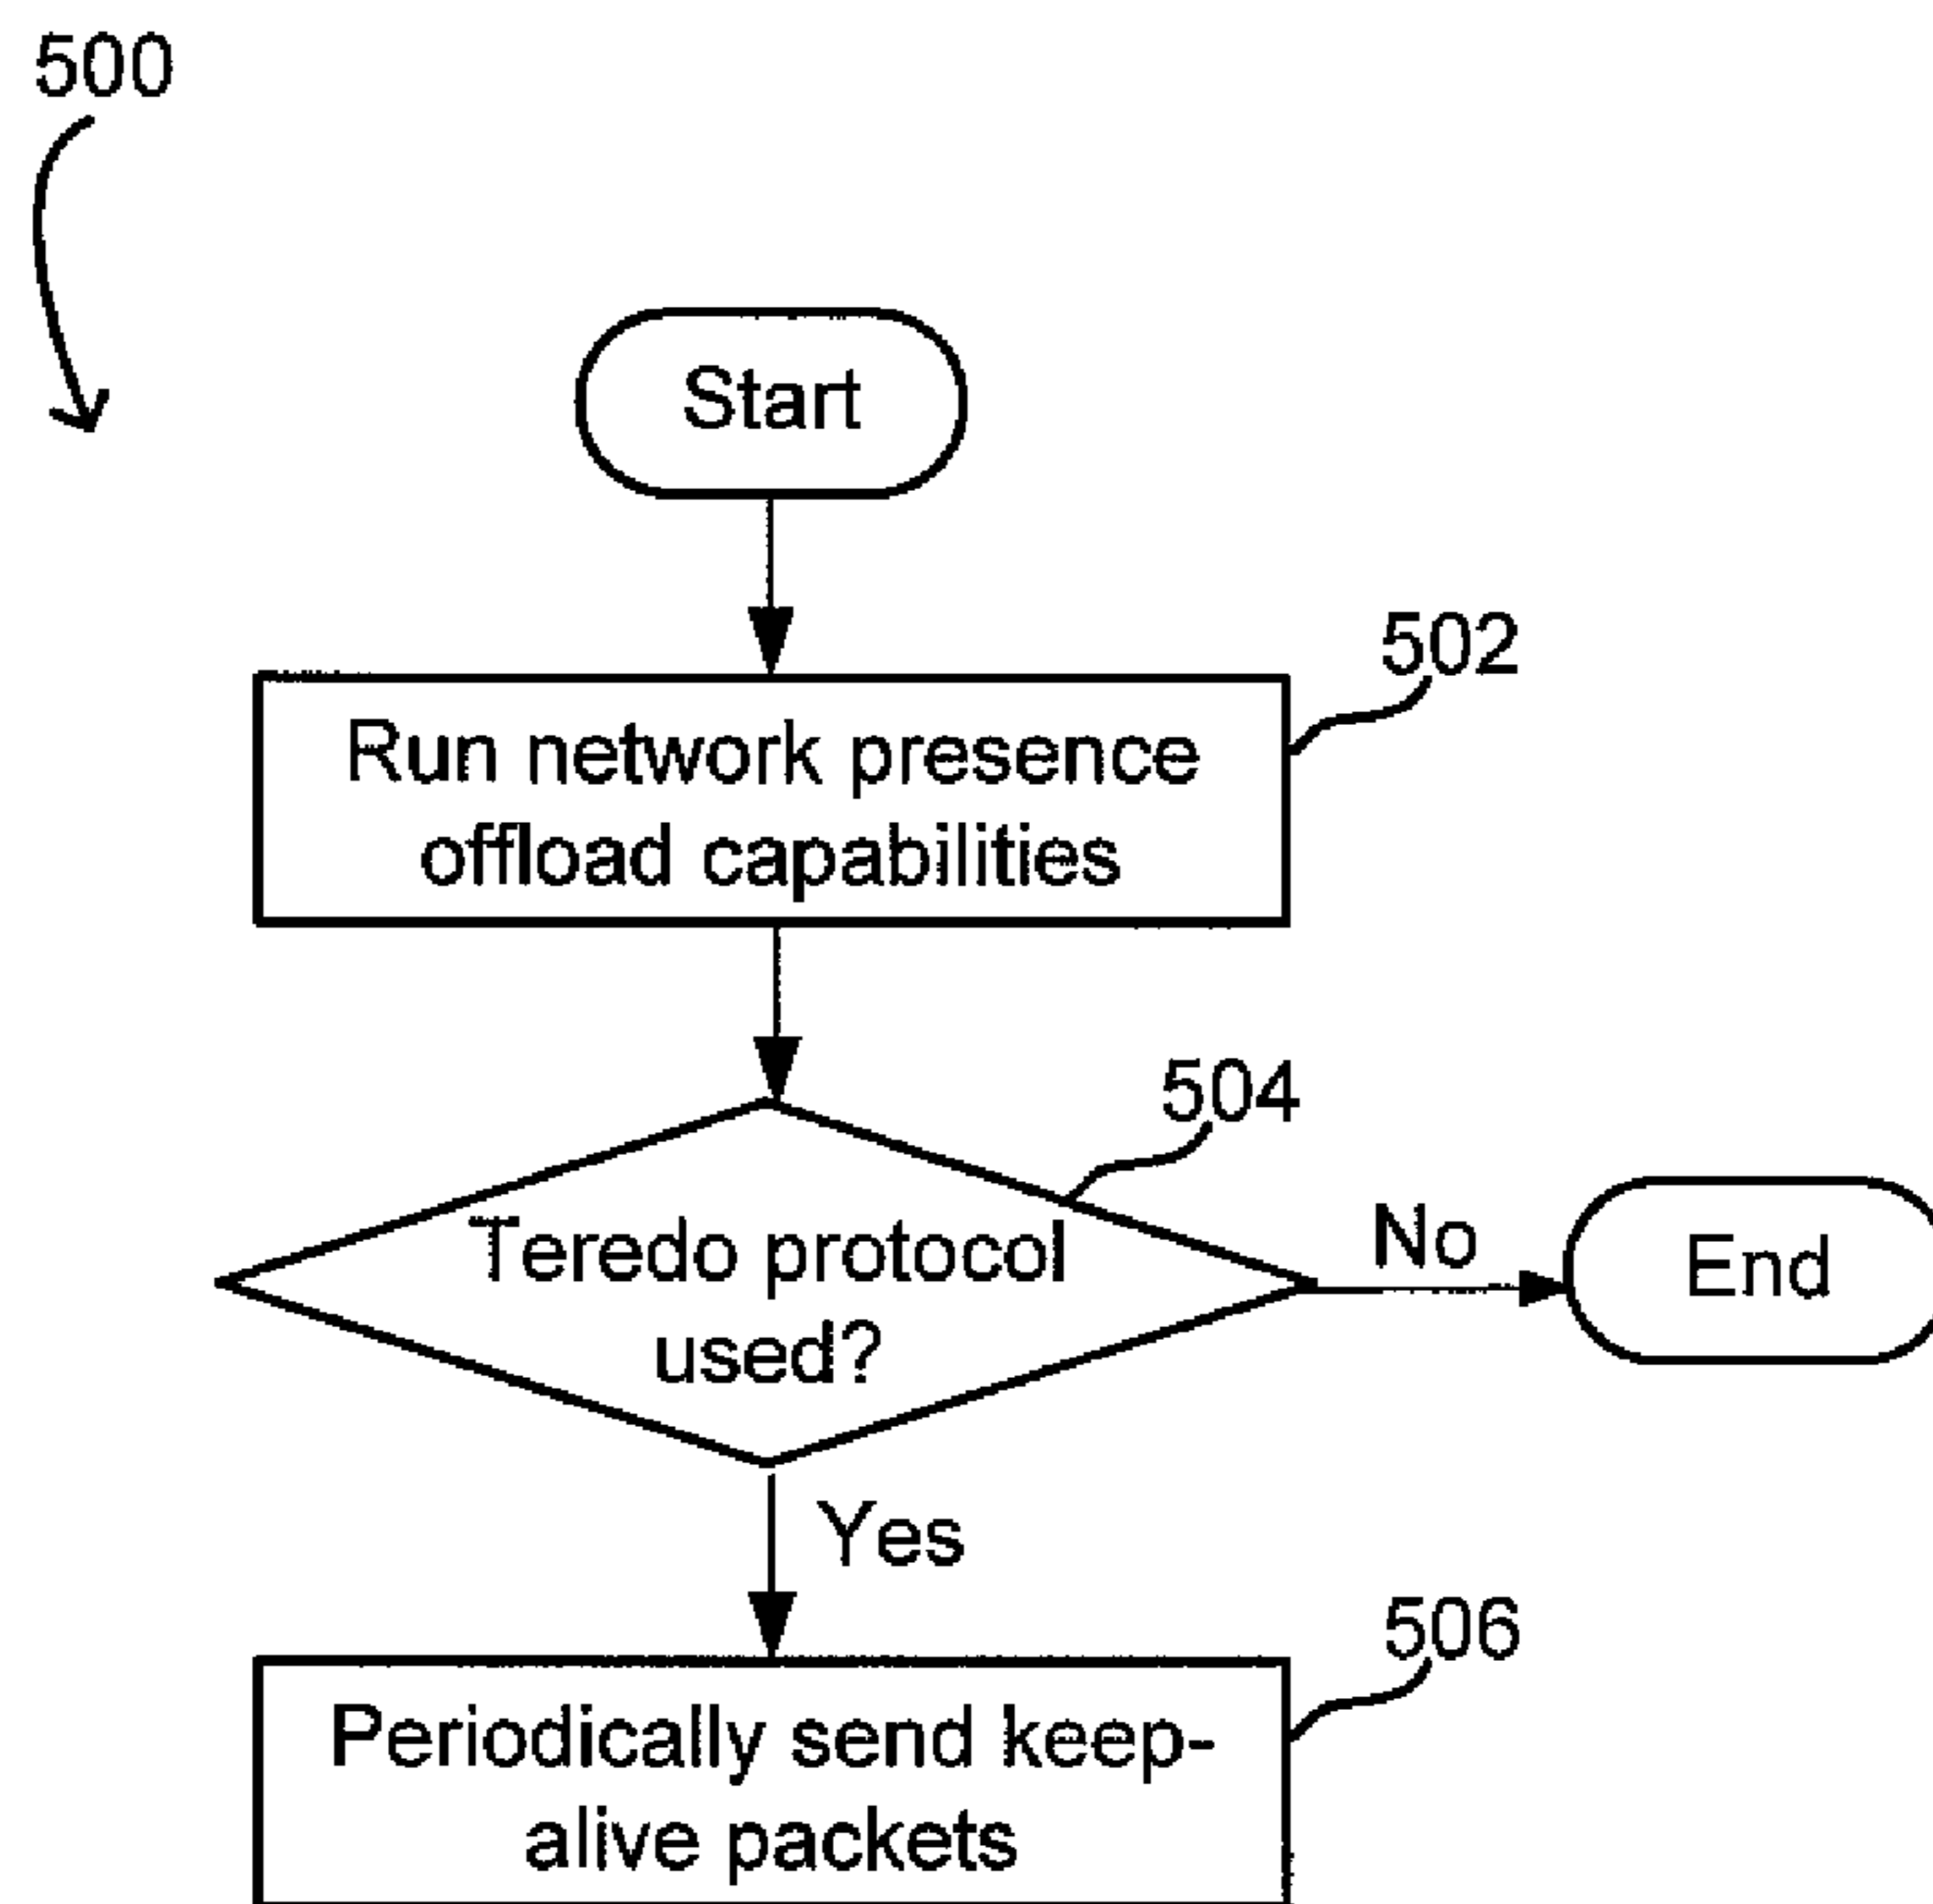 500
Start
502
Run network presence
offload capabilities
504
Teredo protocol
used?
No
End
Yes
506
Periodically send keep-
alive packets